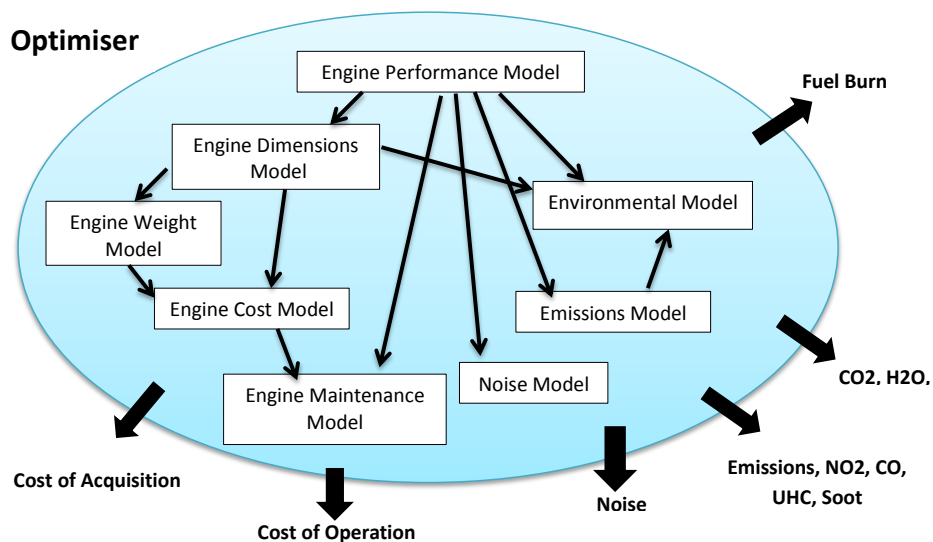 Optimiser
Engine Performance Model
Fuel Burn
Engine Dimensions
Model
Environmental Model
Engine Weight
Model
Engine Cost Model
Emissions Model
Engine Maintenance
Model
Noise Model
CO2, H2O,
Cost of Acquisition
Emissions, NO2, CO,
UHC, Soot
Noise
Cost of Operation